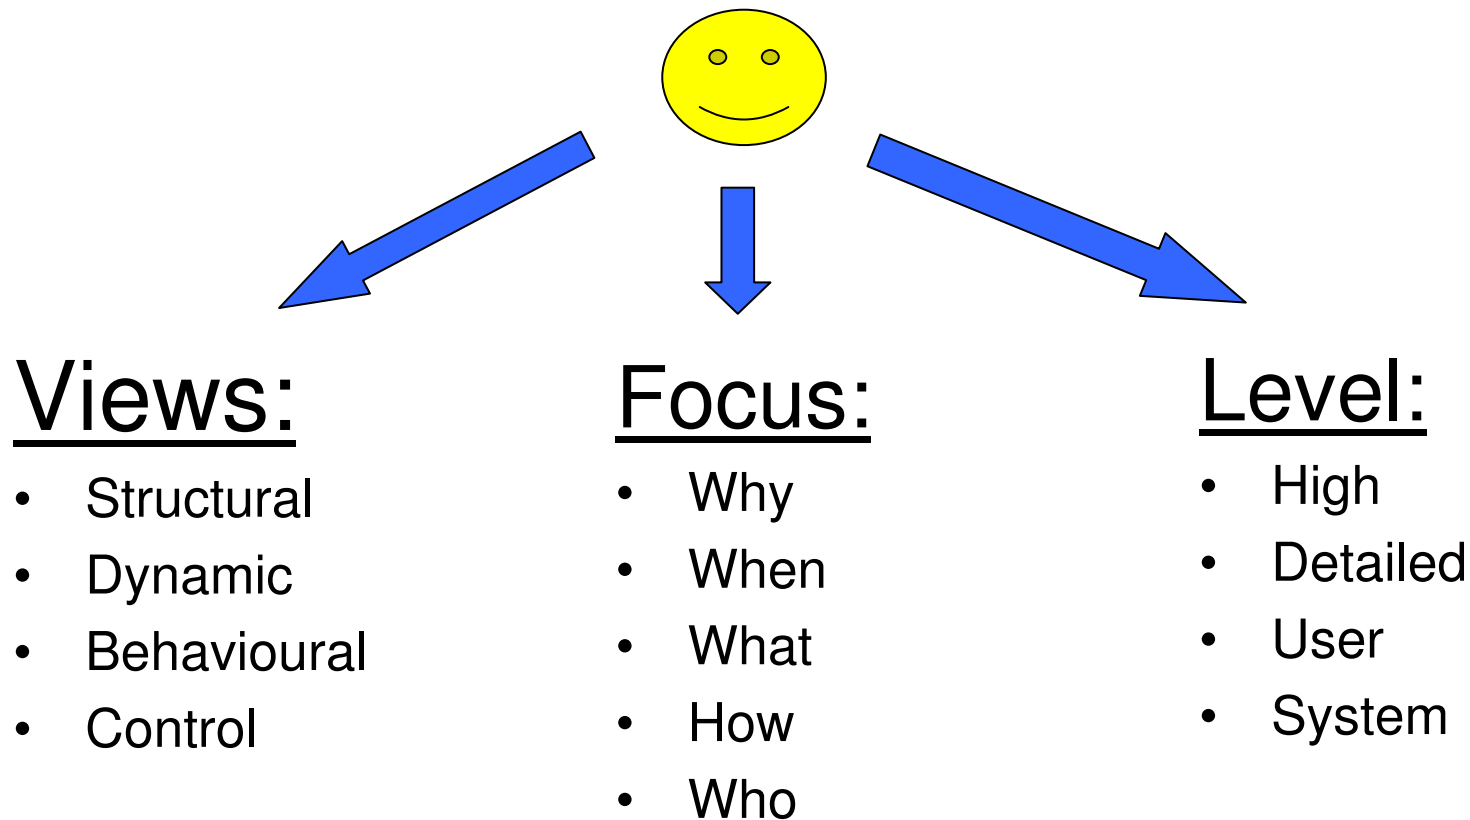 Views:
• Structural
• Dynamic
• Behavioural
• Control
Focus:
• Why
• When
• What
• How
• Who
Level:
• High
• Detailed
• User
• System